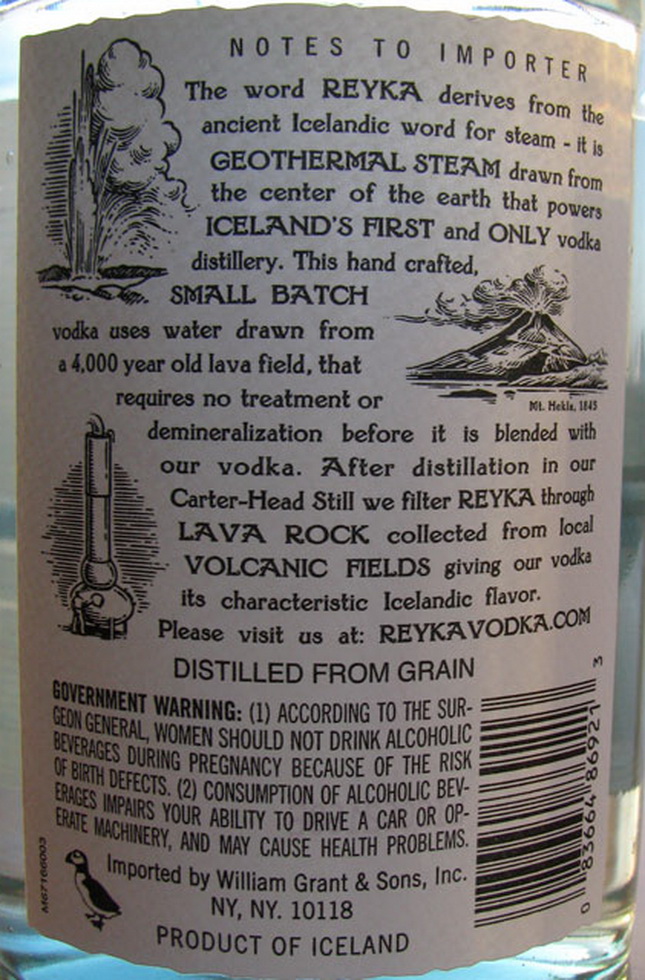 NOTES TO IMPORTER
The word REYKA derives from the
ancient Icelandic word for steam - it is
GEOTHERMAL STEAM drawn from
the center of the earth that powers
ICELAND'S FIRST and ONLY vodka
distillery. This hand crafted,
SMALL BATCH
vodka uses water drawn from
a 4,000 year old lava field, that
requires no treatment or
Mt. Hekla, 1845
demineralization before it is blended with
our vodka. After distillation in our
Carter-Head Still we filter REYKA through
LAVA ROCK collected from local
VOLCANIC FIELDS giving our vodka
its characteristic Icelandic flavor.
Please visit us at: REYKAVODKA.COM
DISTILLED FROM GRAIN
GOVERNMENT WARNING: (1) ACCORDING TO THE SUR-
GEON GENERAL, WOMEN SHOULD NOT DRINK ALCOHOLIC
BEVERAGES DURING PREGNANCY BECAUSE OF THE RISK
OF BIRTH DEFECTS. (2) CONSUMPTION OF ALCOHOLIC BEV-
ERAGES IMPAIRS YOUR ABILITY TO DRIVE A CAR OR OP-
ERATE MACHINERY, AND MAY CAUSE HEALTH PROBLEMS.
0 83664 86921 3
M67166003
Imported by William Grant & Sons, Inc.
NY, NY. 10118
PRODUCT OF ICELAND